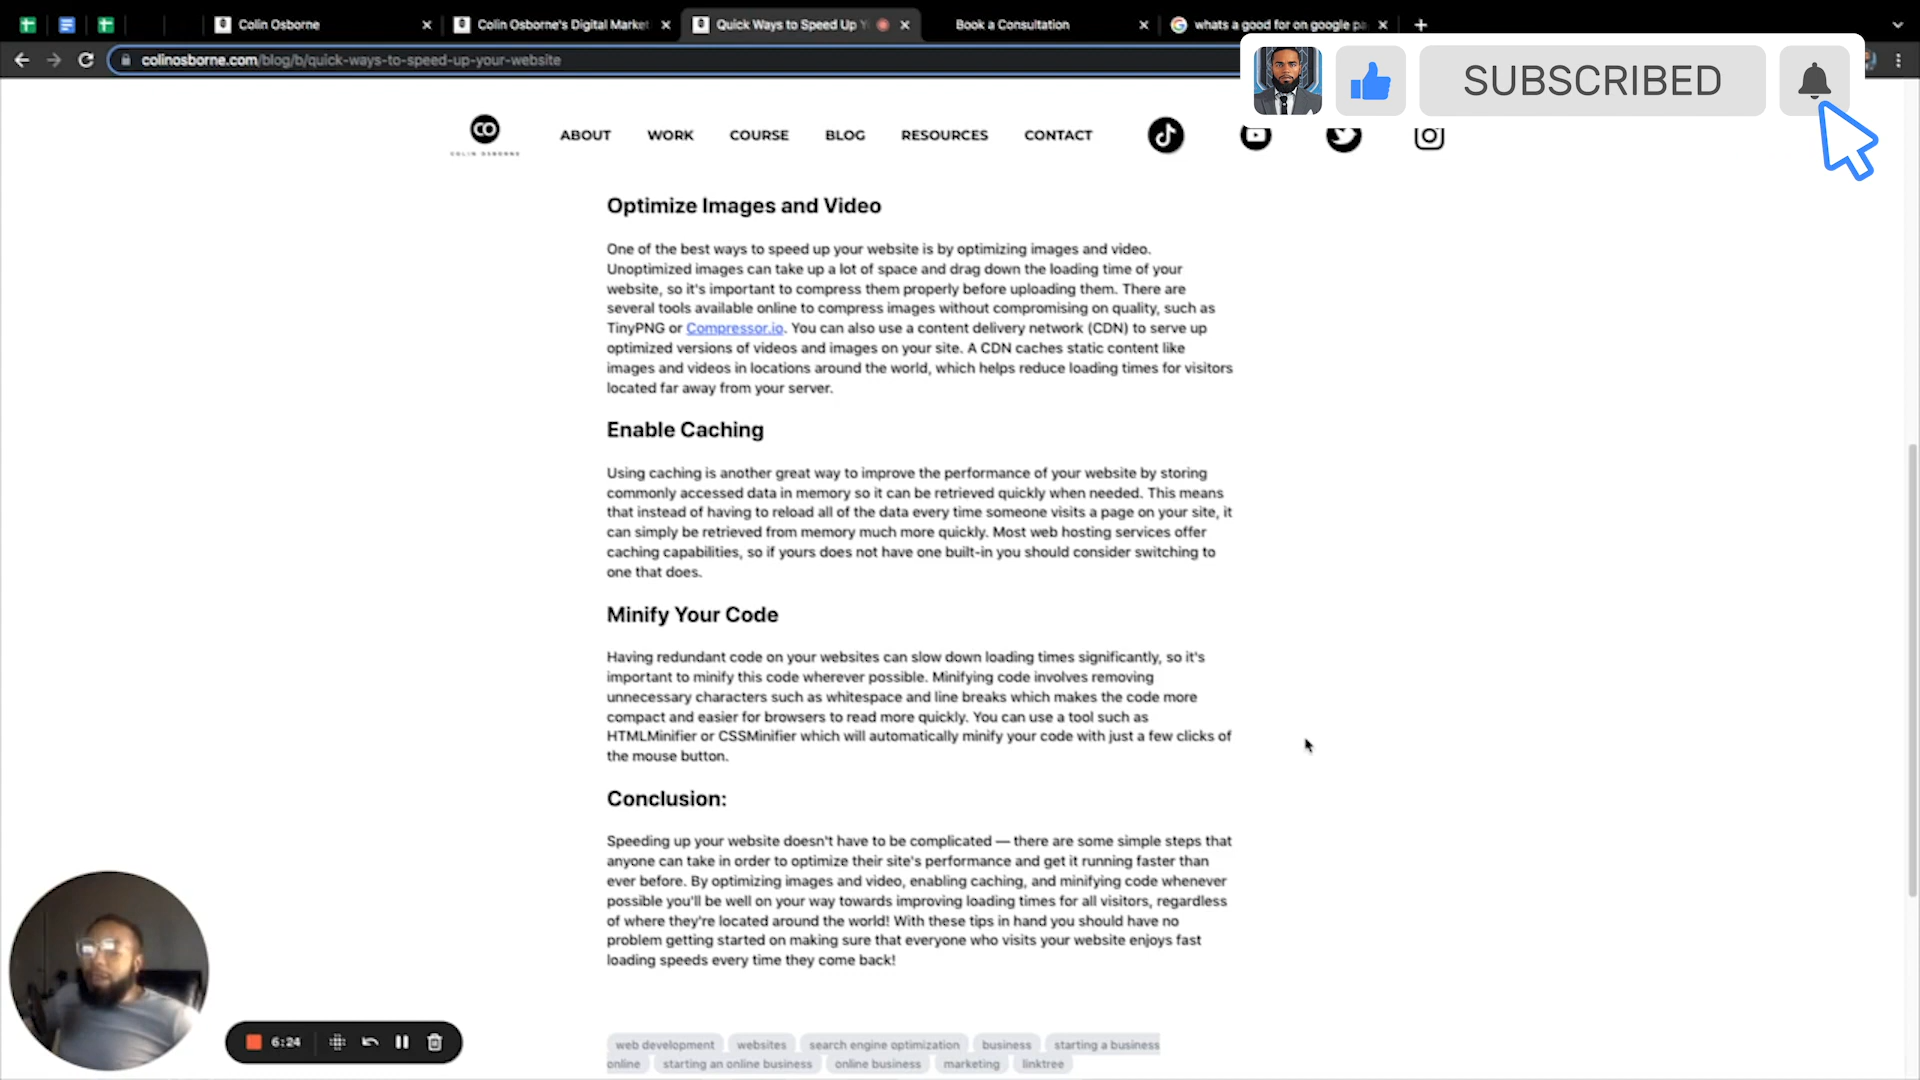 Colin Osborne
Colin Osborne's Digital Market
Quick Ways to Speed Up Y
Book a Consultation
whats a good for on google pa
colinosborne.com/blog/b/quick-ways-to-speed-up-your-website
SUBSCRIBED
CO
COLIN OSBORNE
ABOUT
WORK
COURSE
BLOG
RESOURCES
CONTACT
Optimize Images and Video
One of the best ways to speed up your website is by optimizing images and video.
Unoptimized images can take up a lot of space and drag down the loading time of your
website, so it's important to compress them properly before uploading them. There are
several tools available online to compress images without compromising on quality, such as
TinyPNG or Compressor.io. You can also use a content delivery network (CDN) to serve up
optimized versions of videos and images on your site. A CDN caches static content like
images and videos in locations around the world, which helps reduce loading times for visitors
located far away from your server.
Enable Caching
Using caching is another great way to improve the performance of your website by storing
commonly accessed data in memory so it can be retrieved quickly when needed. This means
that instead of having to reload all of the data every time someone visits a page on your site, it
can simply be retrieved from memory much more quickly. Most web hosting services offer
caching capabilities, so if yours does not have one built-in you should consider switching to
one that does.
Minify Your Code
Having redundant code on your websites can slow down loading times significantly, so it's
important to minify this code wherever possible. Minifying code involves removing
unnecessary characters such as whitespace and line breaks which makes the code more
compact and easier for browsers to read more quickly. You can use a tool such as
HTMLMinifier or CSSMinifier which will automatically minify your code with just a few clicks of
the mouse button.
Conclusion:
Speeding up your website doesn't have to be complicated — there are some simple steps that
anyone can take in order to optimize their site's performance and get it running faster than
ever before. By optimizing images and video, enabling caching, and minifying code whenever
possible you'll be well on your way towards improving loading times for all visitors, regardless
of where they're located around the world! With these tips in hand you should have no
problem getting started on making sure that everyone who visits your website enjoys fast
loading speeds every time they come back!
6:24
web development
websites
search engine optimization
business
starting a business
online
starting an online business
online business
marketing
linktree